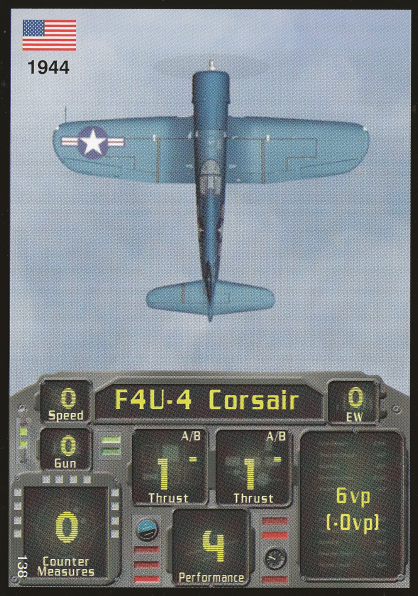 1944
0
Speed
F4U-4 Corsair
0
EW
0
Gun
A/B
1 -
Thrust
A/B
1 -
Thrust
6vp
(-0vp)
0
Counter
Measures
4
Performance
138